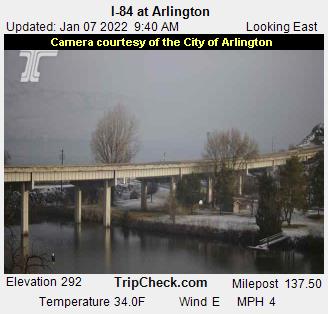 I-84 at Arlington
Updated: Jan 07 2022 9:40 AM Looking East
Camera courtesy of the City of Arlington
Elevation 292 TripCheck.com Milepost 137.50
Temperature 34.0F Wind E MPH 4